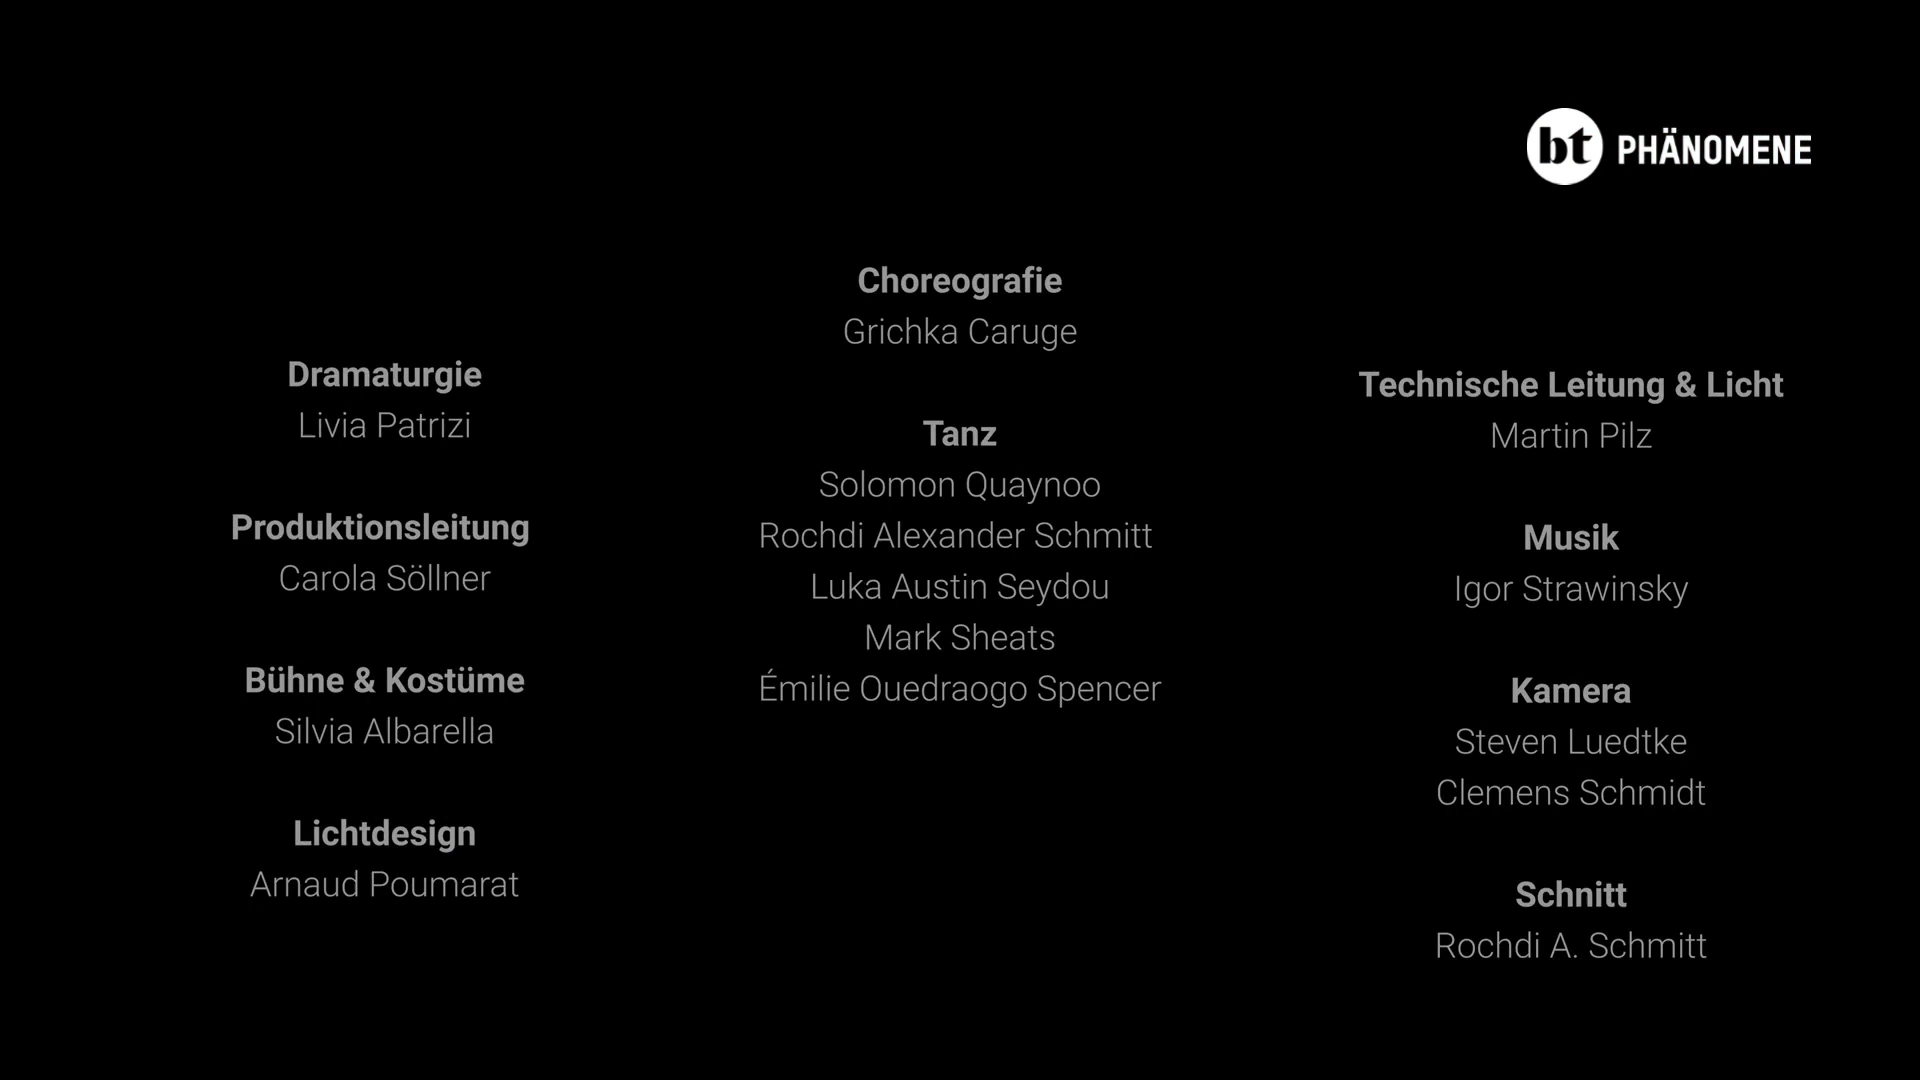 bt PHÄNOMENE
Dramaturgie
Livia Patrizi
Produktionsleitung
Carola Söllner
Bühne & Kostüme
Silvia Albarella
Lichtdesign
Arnaud Poumarat
Choreografie
Grichka Caruge
Tanz
Solomon Quaynoo
Rochdi Alexander Schmitt
Luka Austin Seydou
Mark Sheats
Émilie Ouedraogo Spencer
Technische Leitung & Licht
Martin Pilz
Musik
Igor Strawinsky
Kamera
Steven Luedtke
Clemens Schmidt
Schnitt
Rochdi A. Schmitt